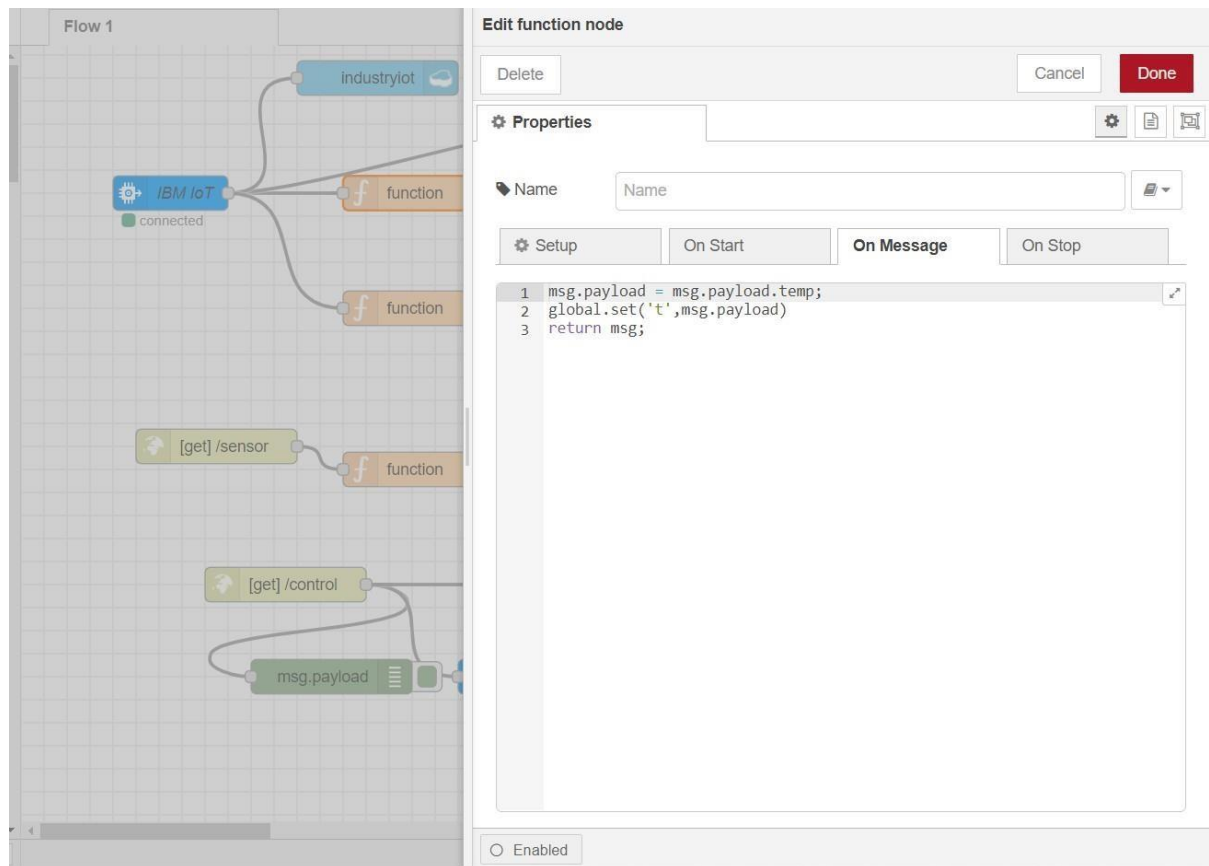 Flow 1
industryiot
IBM IoT
connected
function
function
[get] /sensor
function
[get] /control
msg.payload
Edit function node
Delete
Cancel
Done
Properties
Name
Name
Setup
On Start
On Message
On Stop
1 msg.payload = msg.payload.temp;
2 global.set('t',msg.payload)
3 return msg;
Enabled